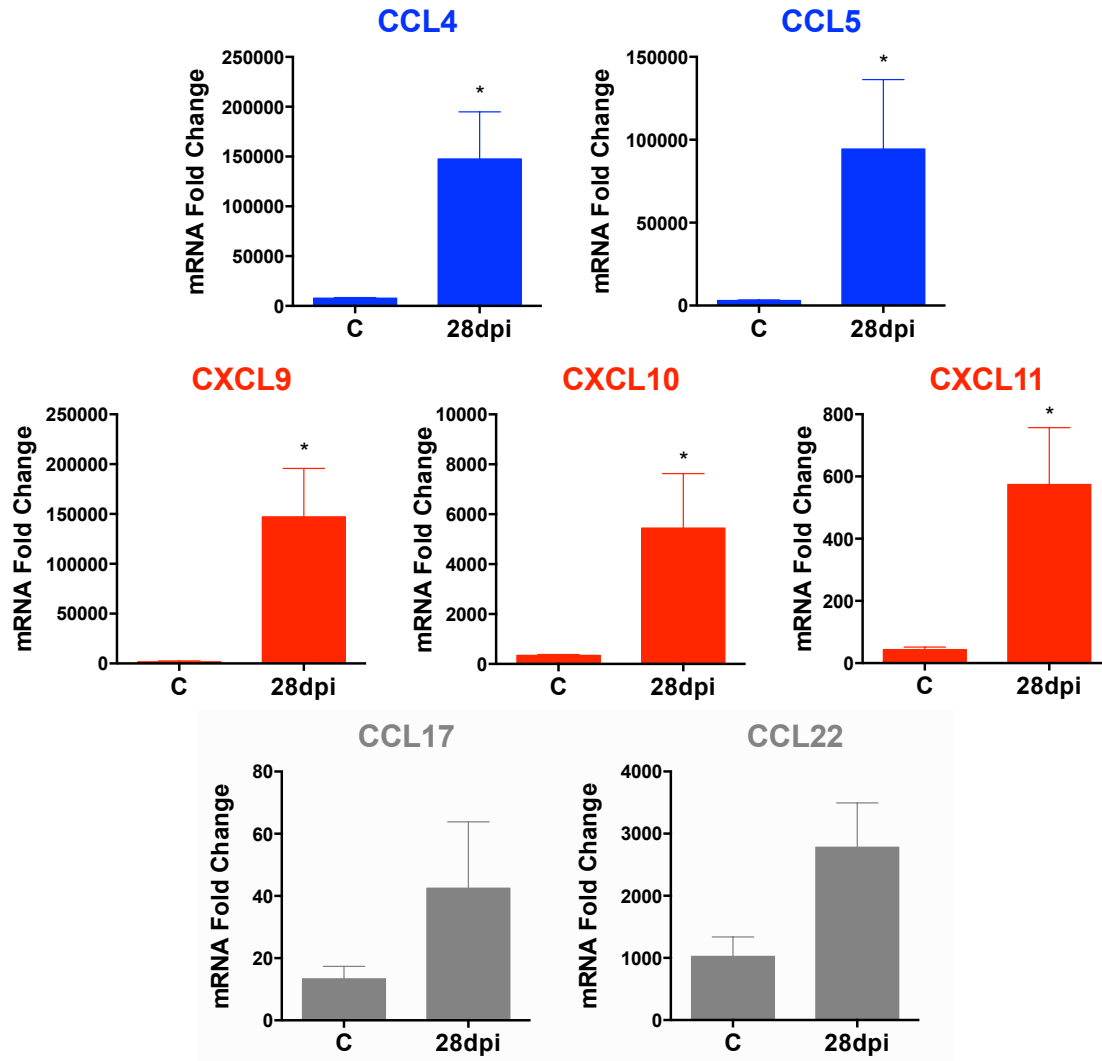 CCL4
mRNA Fold Change
250000
200000
150000
100000
50000
0
*
C
28dpi
CCL5
mRNA Fold Change
150000
100000
50000
0
*
C
28dpi
CXCL9
mRNA Fold Change
250000
200000
150000
100000
50000
0
*
C
28dpi
CXCL10
mRNA Fold Change
10000
8000
6000
4000
2000
0
*
C
28dpi
CXCL11
mRNA Fold Change
800
600
400
200
0
*
C
28dpi
CCL17
mRNA Fold Change
80
60
40
20
0
C
28dpi
CCL22
mRNA Fold Change
4000
3000
2000
1000
0
C
28dpi